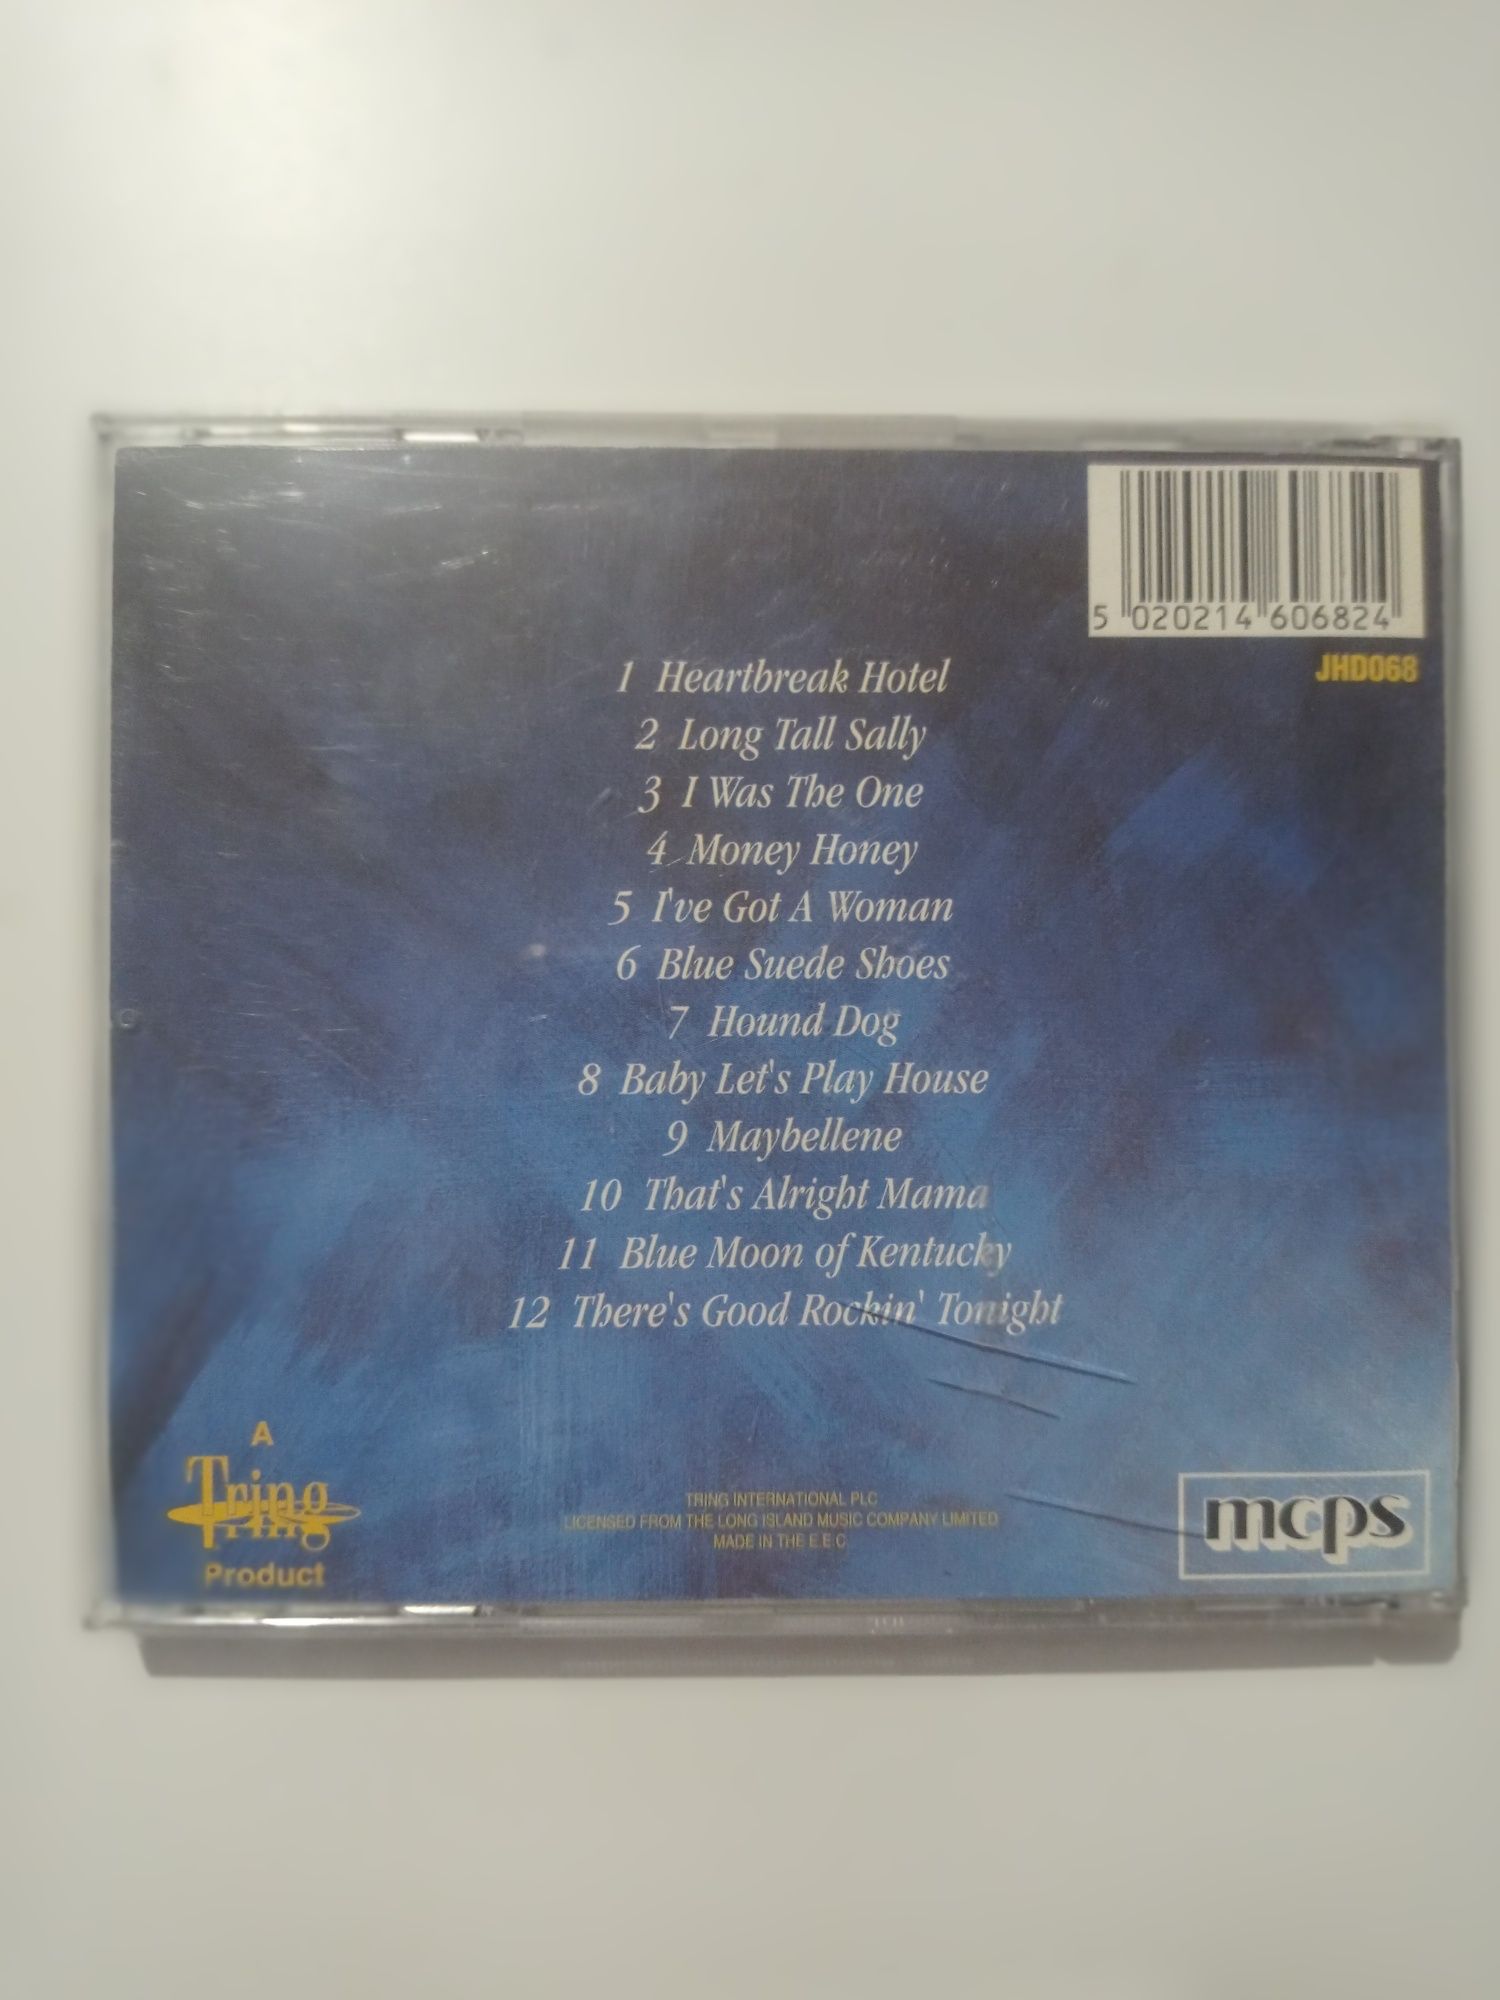 5 020214 606824
JHD068
1 Heartbreak Hotel
2 Long Tall Sally
3 I Was The One
4 Money Honey
5 I've Got A Woman
6 Blue Suede Shoes
7 Hound Dog
8 Baby Let's Play House
9 Maybellene
10 That's Alright Mama
11 Blue Moon of Kentucky
12 There's Good Rockin' Tonight
A
Tring
Product
TRING INTERNATIONAL PLC
LICENSED FROM THE LONG ISLAND MUSIC COMPANY LIMITED
MADE IN THE E.E.C
mcps